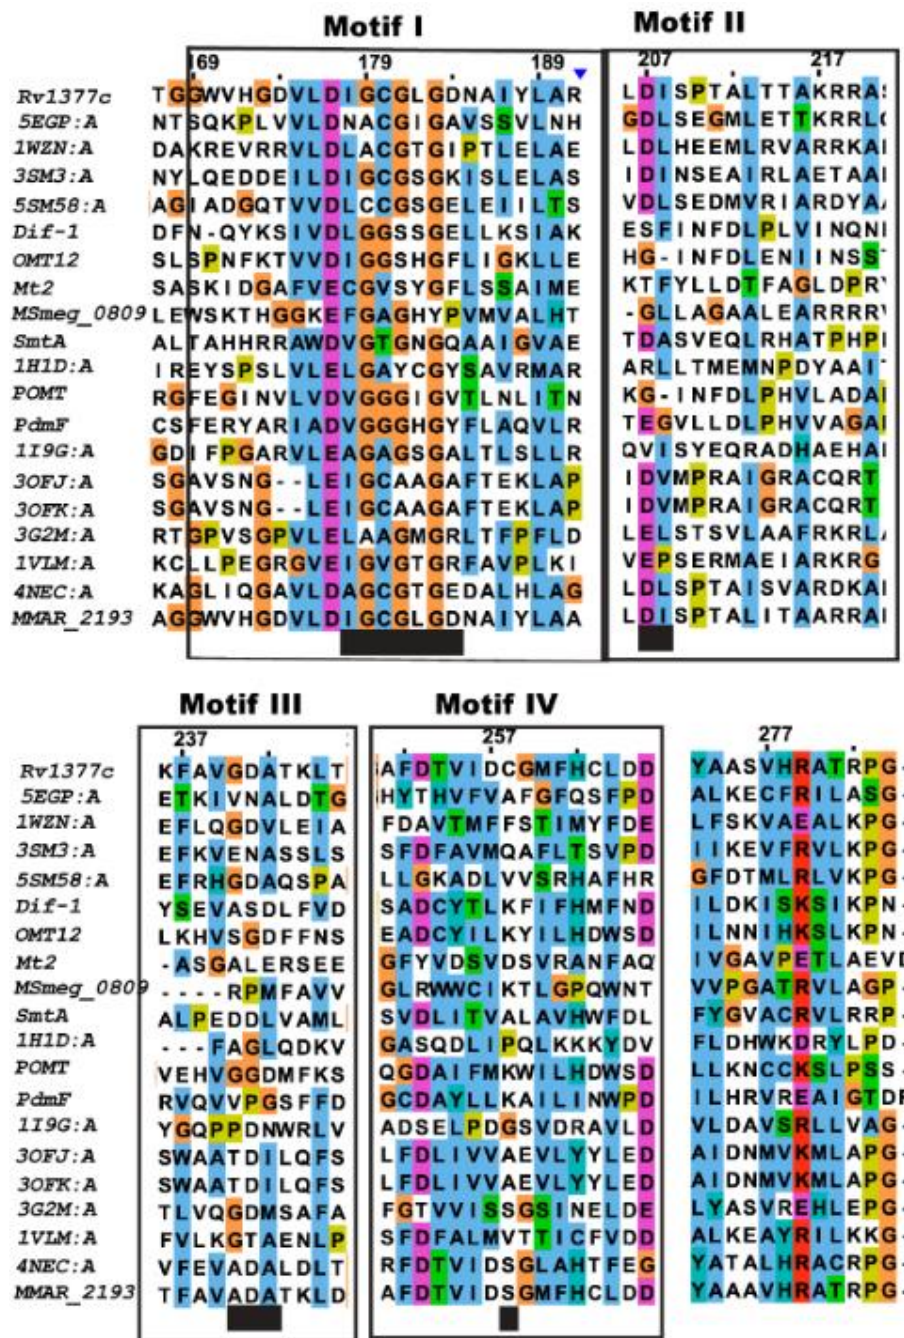 Motif I Motif II
169 179 189 207 217
Rv1377c TGGWVHGDVLDIGCGLGDNAIYLAR LDISPTALTTAKRRA
5EGP:A NTSQKPLVVLDNACGIGAVSSVLNH GDLSEGMLETTKRRL
1WZN:A DAKREVRRVLDLACGTGIPTLELAE LDLHEEMLRVARRKA
3SM3:A NYLQEDDEILDIGCGSGKISLELAS IDINSEAIRLAETAA
5SM58:A AGIADGQTVVDLCCGSGELEIILTS VDLSEDMVRIARDYA
Dif-1 DFN-QYKSIVDLGGSSGELLKSIAK ESFINFDLPLVINQN
OMT12 SLSPNFKTVVDIGGSHGFLIGKLLE HG-INFDLENIINSS
Mt2 SASKIDGAFVECGVSYGFLSSAIME KTFYLLDTFAGLDPR
MSmeg_0809 LEWSKTHGGKEFGAGHYPVMVALHT -GLLAGAALEARRRR
SmtA ALTAHHRRAWDVGTGNGQAAIGVAE TDASVEQLRHATPHP
1H1D:A IREYSPSLVLELGAYCGYSAVRMAR ARLLTMEMNPDYAAI
POMT RGFEGINVLVDVGGGIGVTLNLITN KG-INFDLPHVLADA
PdmF CSFERYARIADVGGGHGYFLAQVLR TEGVLLDLPHVVAGA
1I9G:A GDIFPGARVLEAGAGSGALTLSLLR QVISYEQRADHAEHA
3OFJ:A SGAVSNG--LEIGCAAGAFTEKLAP IDVMPRAIGRACQRT
3OFK:A SGAVSNG--LEIGCAAGAFTEKLAP IDVMPRAIGRACQRT
3G2M:A RTGPVSGPVLELAAGMGRLTFPFLD LELSTSVLAAFRKRL
1VLM:A KCLLPEGRGVEIGVGTGRFAVPLKI VEPSERMAEIARKRG
4NEC:A KAGLIQGAVLDAGCGTGEDALHLAG LDLSPTAISVARDKA
MMAR_2193 AGGWVHGDVLDIGCGLGDNAIYLAA LDISPTALITAARRA
Motif III Motif IV
237 257 277
Rv1377c KFAVGDATKLT AFDTVIDCGMFHCLDD YAASVHRATRPG-
5EGP:A ETKIVNALDTG HYTHVFVAFGFQSFPD ALKECFRILASG-
1WZN:A EFLQGDVLEIA FDAVTMFFSTIMYFDE LFSKVAEALKPG-
3SM3:A EFKVENASSLS SFDFAVMQAFLTSVPD IIKEVFRVLKPG-
5SM58:A EFRHGDAQSPA LLGKADLVVSRHAFHR GFDTMLRLVKPG-
Dif-1 YSEVASDLFVD SADCYTLKFIFHMFND ILDKISKSIKPN-
OMT12 LKHVSGDFFNS EADCYILKYILHDWSD ILNNIHKSLKPN-
Mt2 -ASGALERSEE GFYVDSVDSVRANFAQ IVGAVPETLAEVD
MSmeg_0809 ----RPMFAVV GLRWWCIKTLGPQWNT VVPGATRVLAGP-
SmtA ALPEDDLVAML SVDLITVALAVHWFDL FYGVACRVLRRP-
1H1D:A ---FAGLQDKV GASQDLIPQLKKKYDV FLDHWKDRYLPD-
POMT VEHVGGDMFKS QGDAIFMKWILHDWSD LLKNCCKSLPSS-
PdmF RVQVVPGSFFD GCDAYLLKAILINWPD ILHRVREAIGTD
1I9G:A YGQPPDNWRLV ADSELPDGSVDRAVLD VLDAVSRLLVAG-
3OFJ:A SWAATDILQFS LFDLIVVAEVLYYLED AIDNMVKMLAPG-
3OFK:A SWAATDILQFS LFDLIVVAEVLYYLED AIDNMVKMLAPG-
3G2M:A TLVQGDMSAFA FGTVVISSGSINELDE LYASVREHLEPG-
1VLM:A FVLKGTAENLP SFDFALMVTTICFVDD ALKEAYRILKKG-
4NEC:A VFEVADALDLT RFDTVIDSGLAHTFEG YATALHRACRPG-
MMAR_2193 TFAVADATKLD AFDTVIDSGMFHCLDD YAAAVHRATRPG-